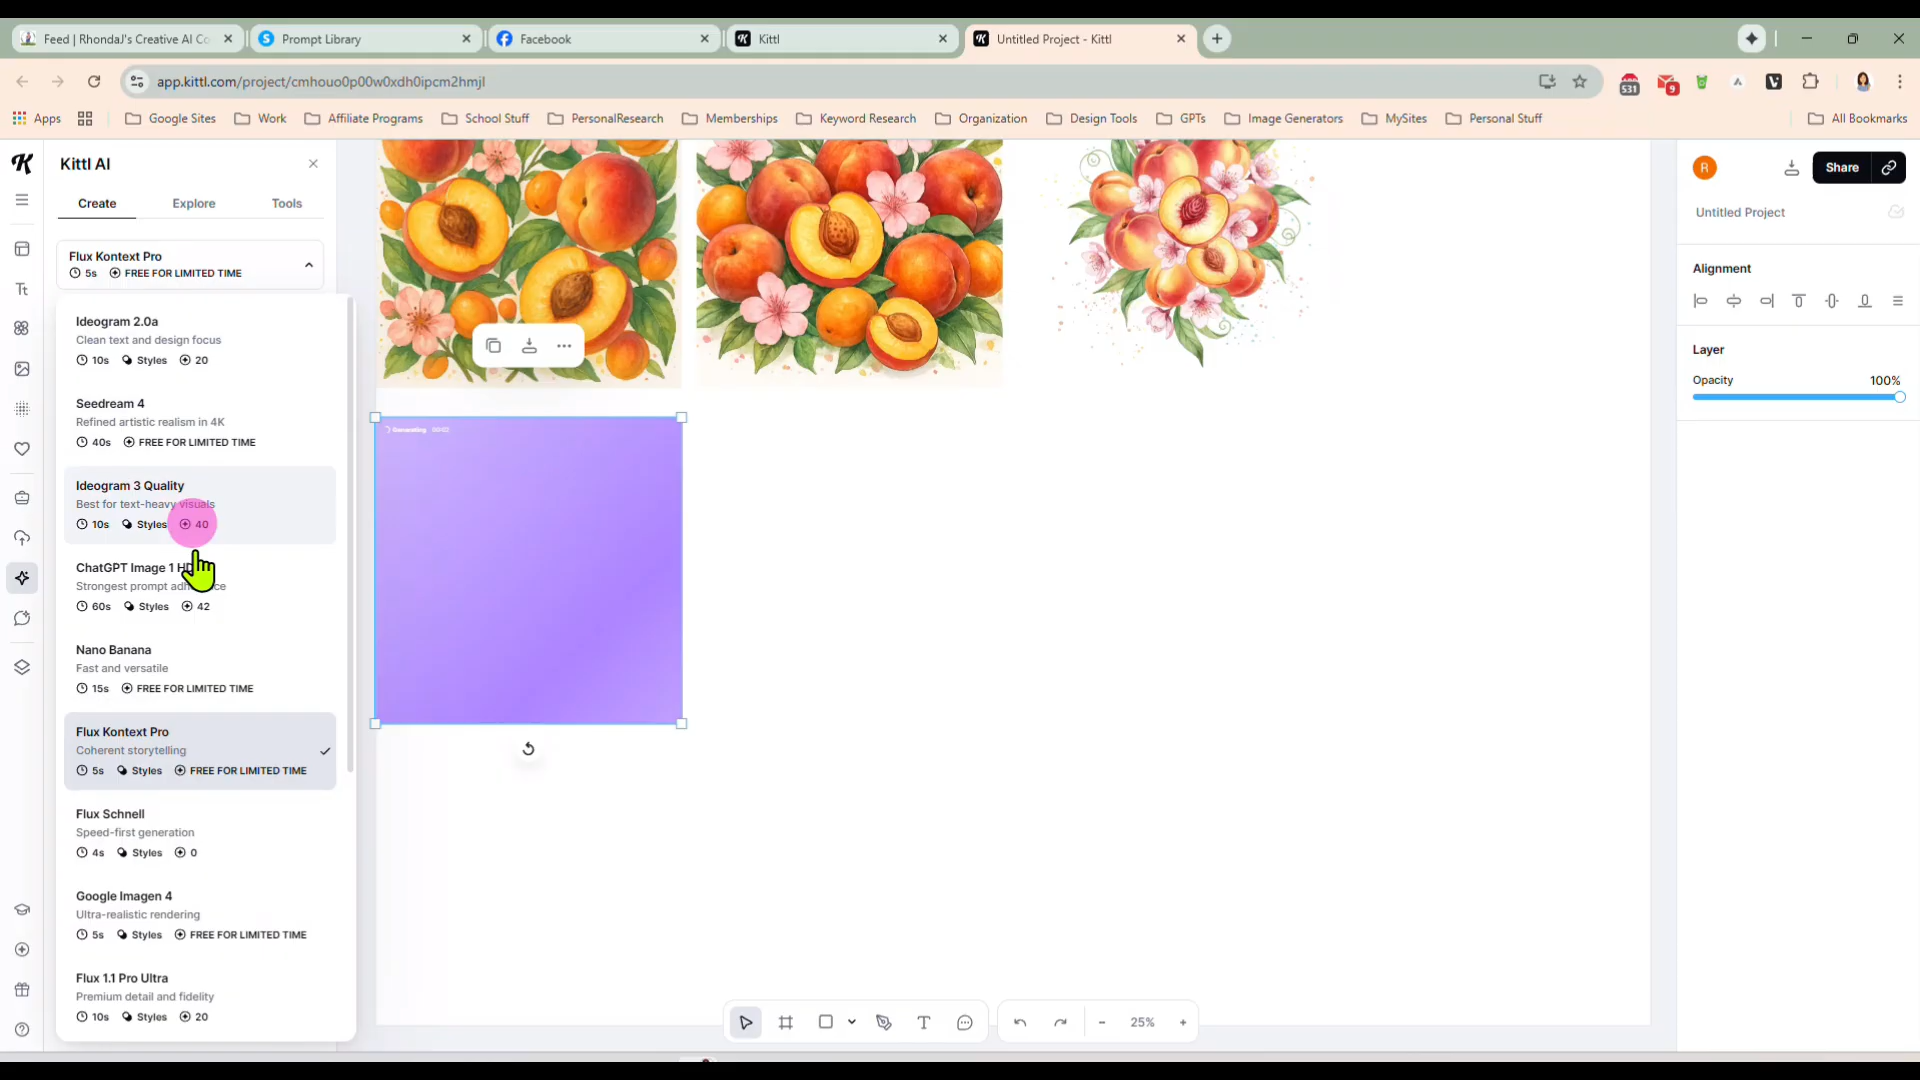 Feed | RhondaJ's Creative AI Co
Prompt Library
Facebook
Kittl
Untitled Project - Kittl
app.kittl.com/project/cmhouo0p00w0xdh0ipcm2hmjl
531
9
Apps
Google Sites
Work
Affiliate Programs
School Stuff
PersonalResearch
Memberships
Keyword Research
Organization
Design Tools
GPTs
Image Generators
MySites
Personal Stuff
All Bookmarks
Kittl AI
Create
Explore
Tools
Flux Kontext Pro
5s FREE FOR LIMITED TIME
Ideogram 2.0a
Clean text and design focus
10s Styles 20
Seedream 4
Refined artistic realism in 4K
40s FREE FOR LIMITED TIME
Ideogram 3 Quality
Best for text-heavy visuals
10s Styles 40
ChatGPT Image 1 HD
Strongest prompt
60s Styles 42
Nano Banana
Fast and versatile
15s FREE FOR LIMITED TIME
Flux Kontext Pro
Coherent storytelling
5s Styles FREE FOR LIMITED TIME
Flux Schnell
Speed-first generation
4s Styles 0
Google Imagen 4
Ultra-realistic rendering
5s Styles FREE FOR LIMITED TIME
Flux 1.1 Pro Ultra
Premium detail and fidelity
10s Styles 20
Generating 00:02
25%
R
Share
Untitled Project
Alignment
Layer
Opacity 100%